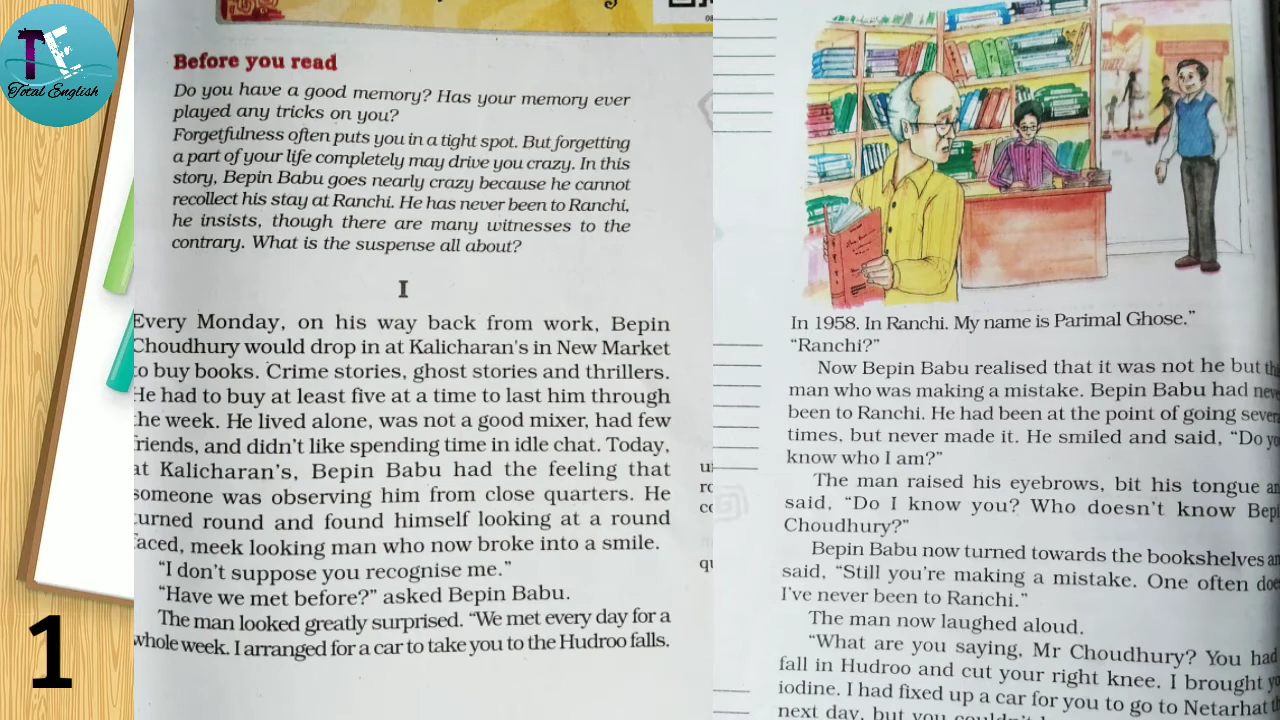 TE
Total English
1
Before you read
Do you have a good memory? Has your memory ever
played any tricks on you?
Forgetfulness often puts you in a tight spot. But forgetting
a part of your life completely may drive you crazy. In this
story, Bepin Babu goes nearly crazy because he cannot
recollect his stay at Ranchi. He has never been to Ranchi,
he insists, though there are many witnesses to the
contrary. What is the suspense all about?
I
Every Monday, on his way back from work, Bepin
Choudhury would drop in at Kalicharan's in New Market
to buy books. Crime stories, ghost stories and thrillers.
He had to buy at least five at a time to last him through
the week. He lived alone, was not a good mixer, had few
friends, and didn't like spending time in idle chat. Today,
at Kalicharan's, Bepin Babu had the feeling that
someone was observing him from close quarters. He
turned round and found himself looking at a round
faced, meek looking man who now broke into a smile.
"I don't suppose you recognise me."
"Have we met before?" asked Bepin Babu.
The man looked greatly surprised. "We met every day for a
whole week. I arranged for a car to take you to the Hudroo falls.
In 1958. In Ranchi. My name is Parimal Ghose."
"Ranchi?"
Now Bepin Babu realised that it was not he but
man who was making a mistake. Bepin Babu had
been to Ranchi. He had been at the point of going
times, but never made it. He smiled and said, "Do
know who I am?"
The man raised his eyebrows, bit his tongue
said, "Do I know you? Who doesn't know
Choudhury?"
Bepin Babu now turned towards the bookshelves
said, "Still you're making a mistake. One often
I've never been to Ranchi."
The man now laughed aloud.
"What are you saying, Mr Choudhury? You had
fall in Hudroo and cut your right knee. I brought
iodine. I had fixed up a car for you to go to Netarhat
next day, but you